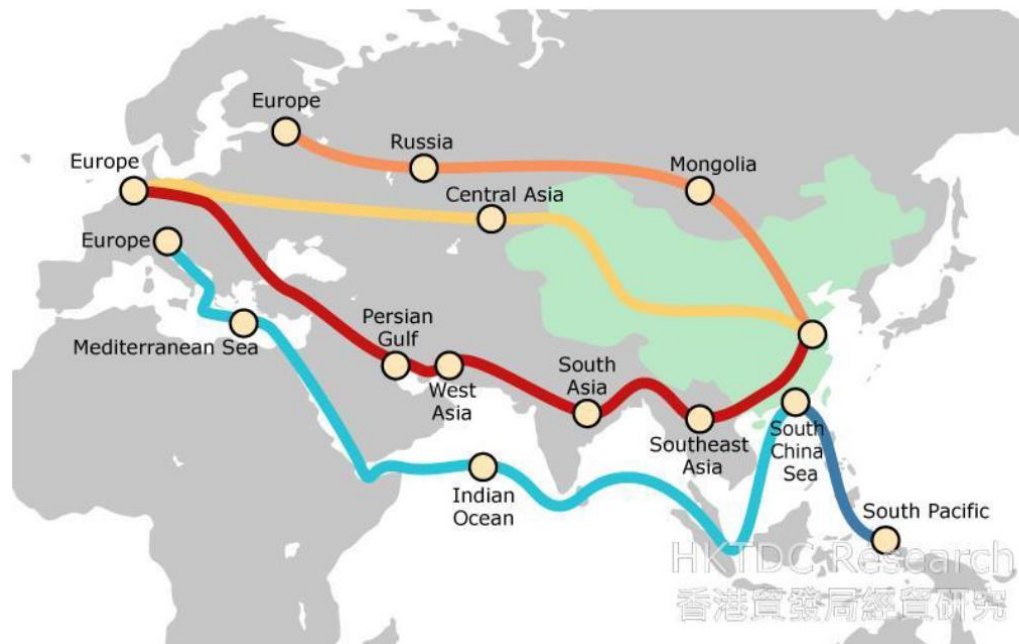 Europe
Russia
Mongolia
Europe
Central Asia
Europe
Persian
Gulf
Mediterranean Sea
West
Asia
South
Asia
Southeast
Asia
South
China
Sea
Indian
Ocean
South Pacific
HKTDC Research
香港貿發局經貿研究